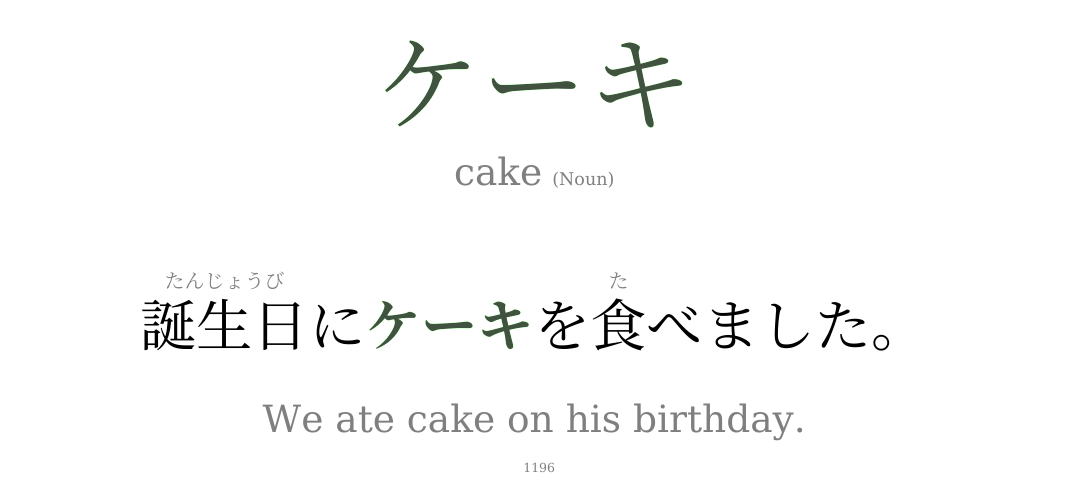 ケーキ
cake (Noun)
たんじょうび た
誕生日にケーキを食べました。
We ate cake on his birthday.
1196